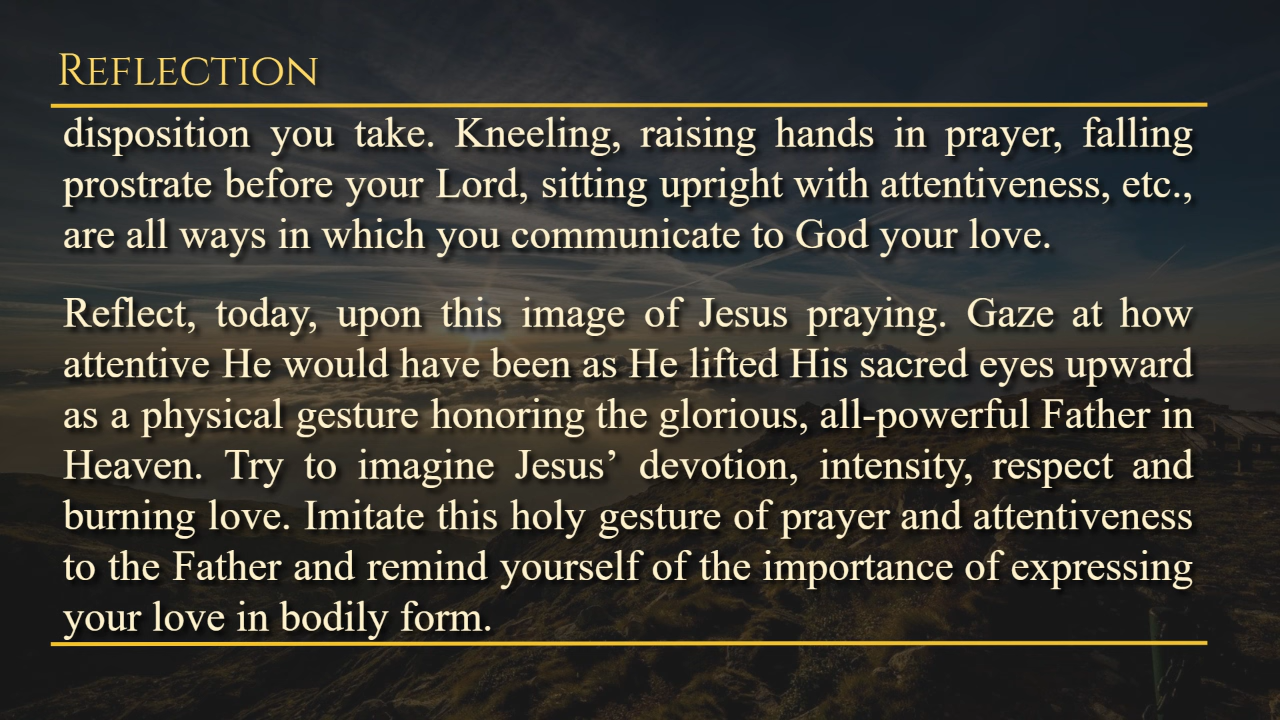 Reflection
disposition you take. Kneeling, raising hands in prayer, falling
prostrate before your Lord, sitting upright with attentiveness, etc.,
are all ways in which you communicate to God your love.
Reflect, today, upon this image of Jesus praying. Gaze at how
attentive He would have been as He lifted His sacred eyes upward
as a physical gesture honoring the glorious, all-powerful Father in
Heaven. Try to imagine Jesus’ devotion, intensity, respect and
burning love. Imitate this holy gesture of prayer and attentiveness
to the Father and remind yourself of the importance of expressing
your love in bodily form.